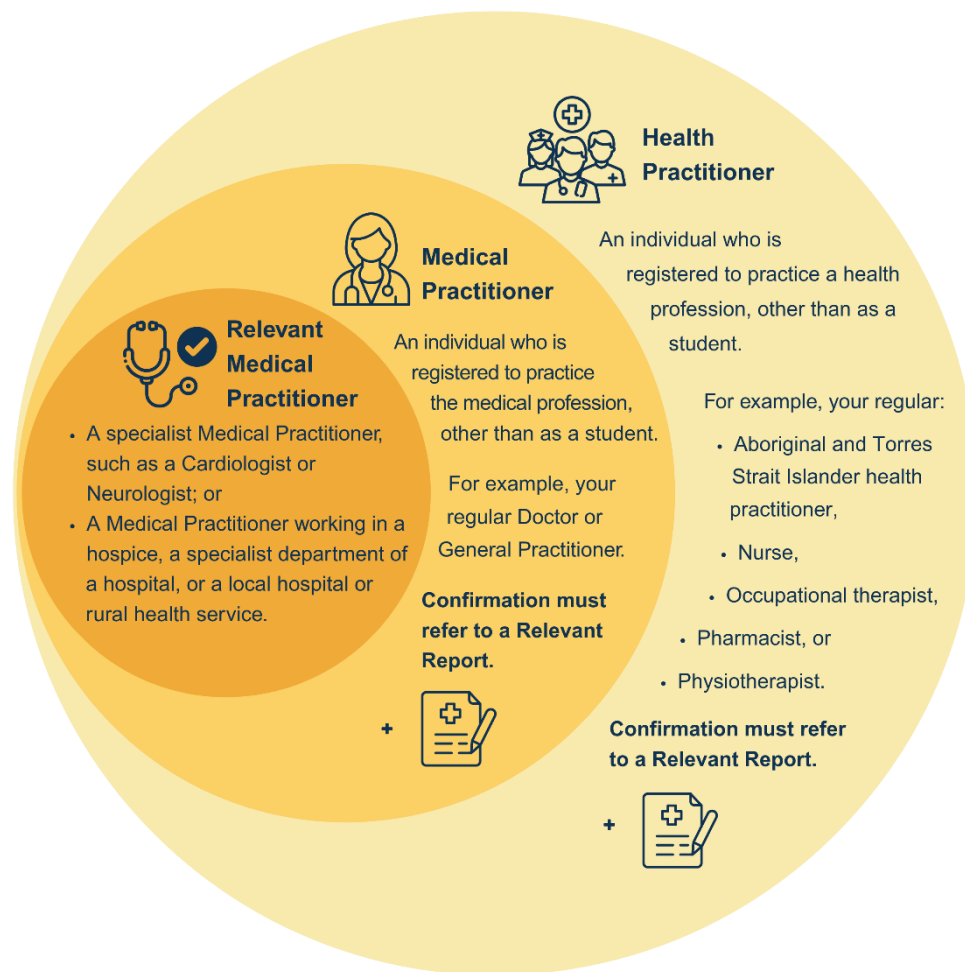 Health
Practitioner
An individual who is
registered to practice a health
profession, other than as a
student.
For example, your regular:
• Aboriginal and Torres
Strait Islander health
practitioner,
• Nurse,
• Occupational therapist,
• Pharmacist, or
• Physiotherapist.
Confirmation must refer
to a Relevant Report.
+
Medical
Practitioner
An individual who is
registered to practice
the medical profession,
other than as a student.
For example, your
regular Doctor or
General Practitioner.
Confirmation must
refer to a Relevant
Report.
+
Relevant
Medical
Practitioner
• A specialist Medical Practitioner,
such as a Cardiologist or
Neurologist; or
• A Medical Practitioner working in a
hospice, a specialist department of
a hospital, or a local hospital or
rural health service.